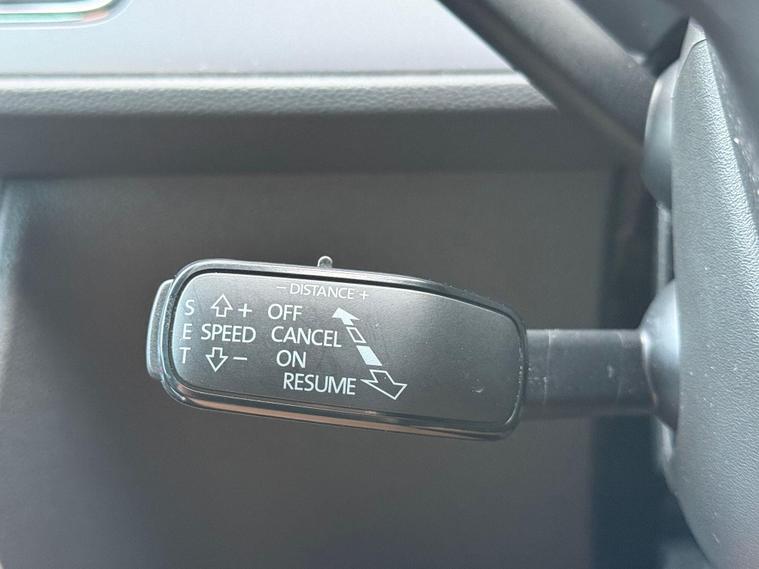 - DISTANCE +
S + OFF
E SPEED CANCEL
T - ON
RESUME